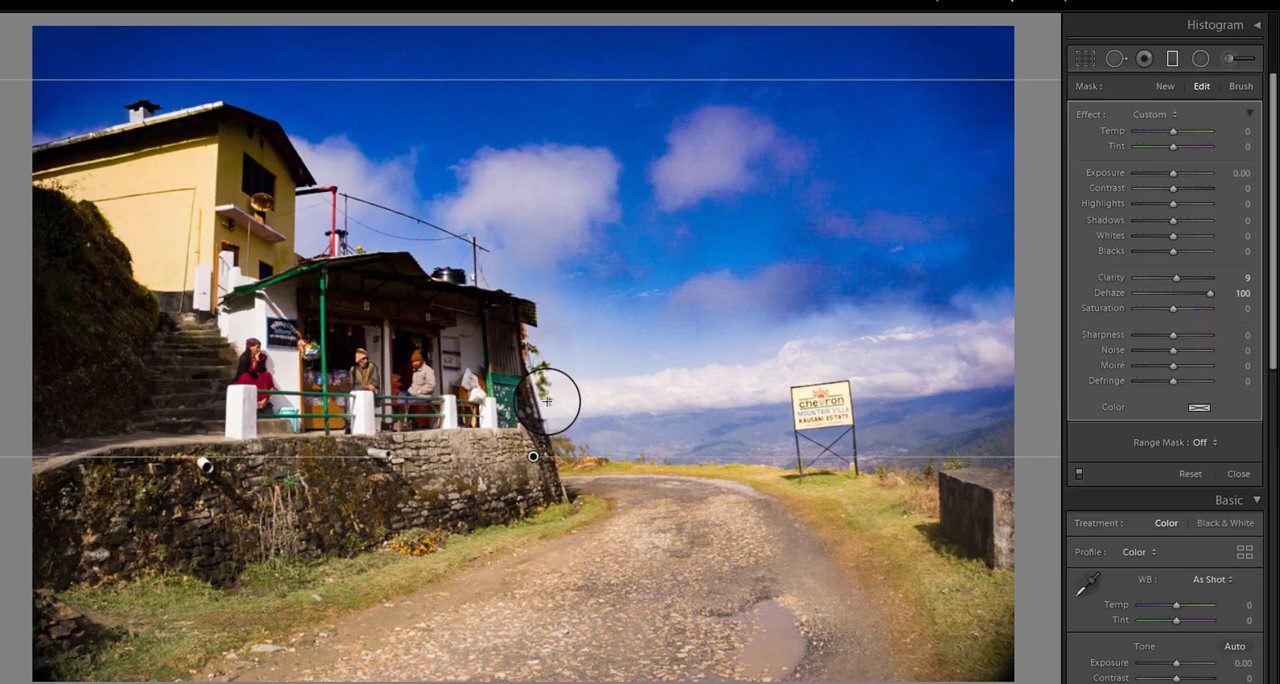 Histogram
Mask :
New
Edit
Brush
Effect :
Custom
Temp 0
Tint 0
Exposure 0.00
Contrast 0
Highlights 0
Shadows 0
Whites 0
Blacks 0
Clarity 9
Dehaze 100
Saturation 0
Sharpness 0
Noise 0
Moiré 0
Defringe 0
Color
Range Mask : Off
Reset
Close
Basic
Treatment :
Color
Black & White
Profile : Color
WB :
As Shot
Temp 0
Tint 0
Tone
Auto
Exposure 0.00
Contrast 0
chevron
MOUNTAIN VILLA
KAUSANI ESTATE